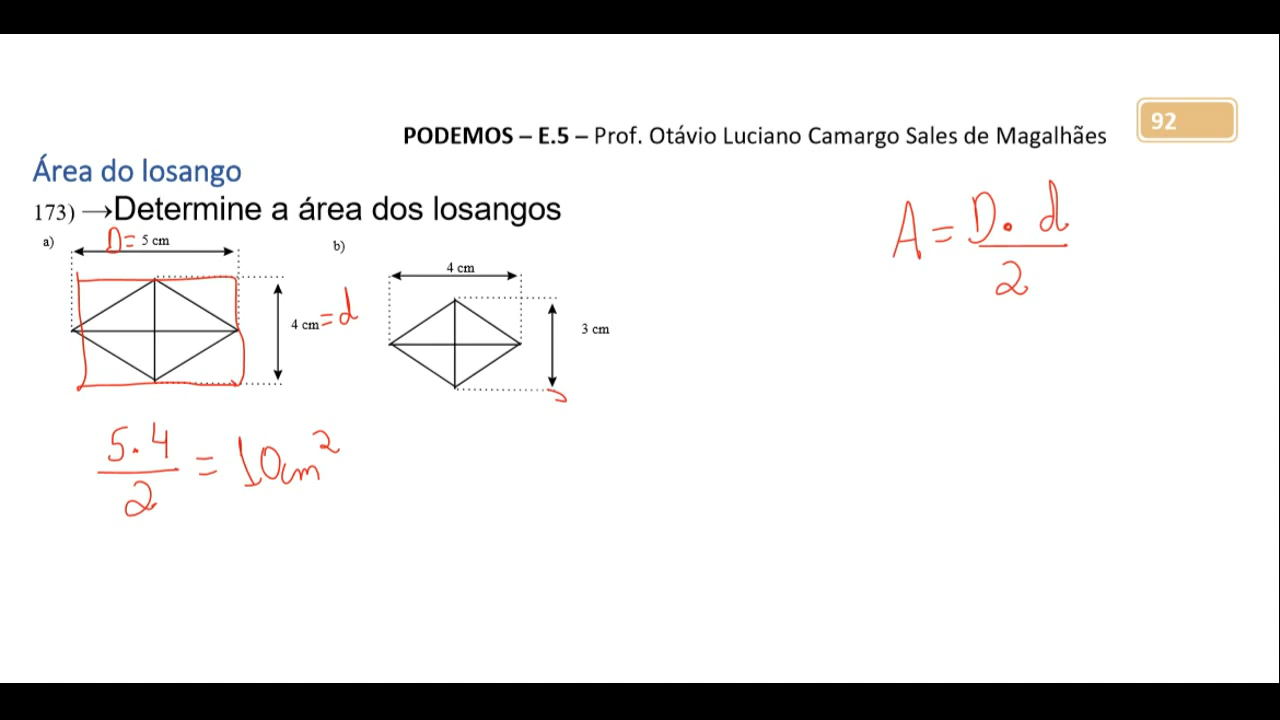 92
PODEMOS – E.5 – Prof. Otávio Luciano Camargo Sales de Magalhães
Área do losango
173) →Determine a área dos losangos
a) D= 5 cm b) 4 cm
4 cm =d
3 cm
A = D. d / 2
5.4 / 2 = 10cm²